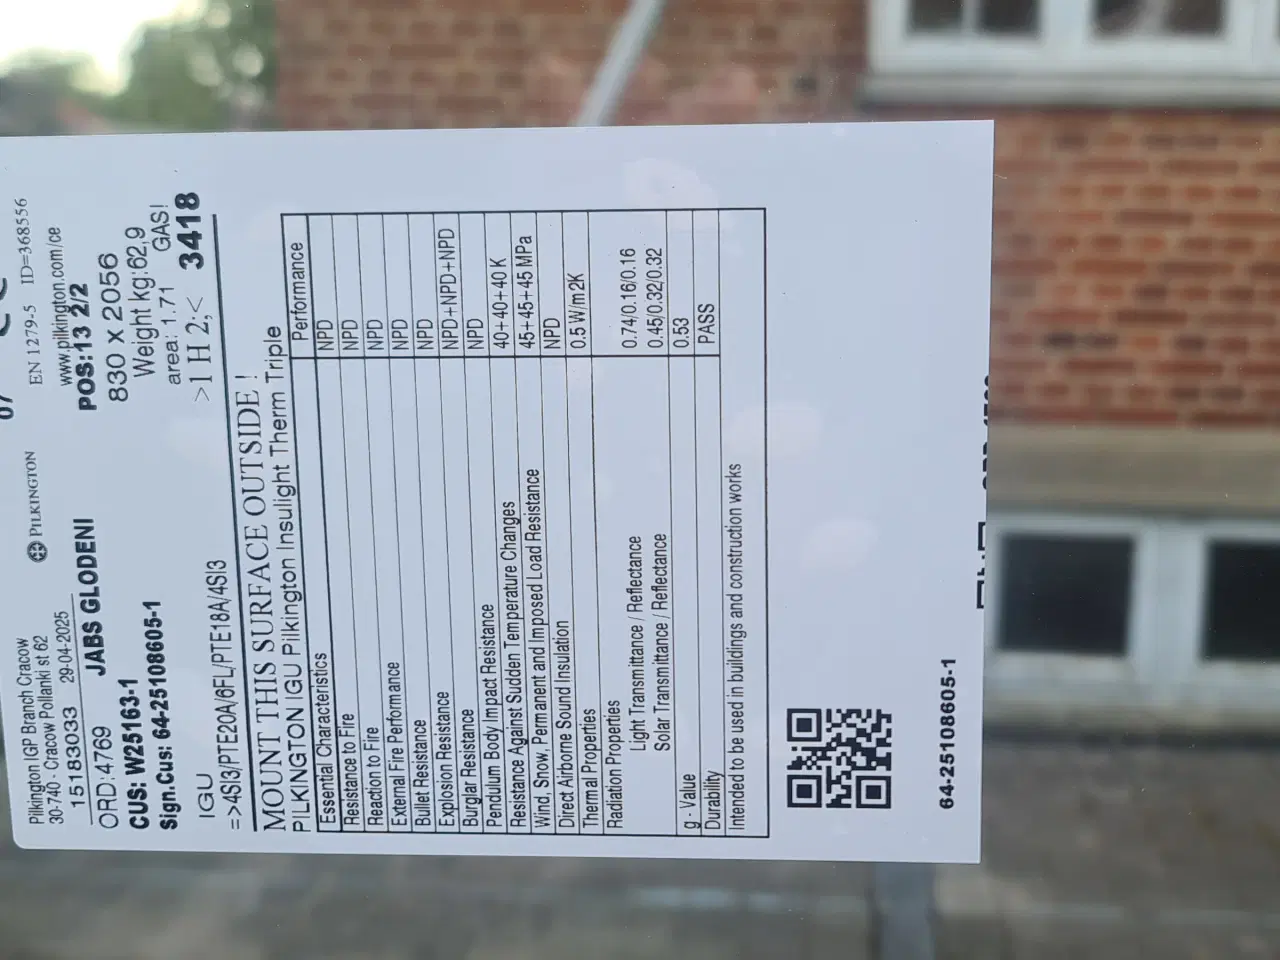 Pilkington IGP Branch Cracow
30-740 - Cracow Pollanki st 62
PILKINGTON
07
EN 1279-5 ID=368556
www.pilkington.com/ce
15183033 29-04-2025
POS:13 2/2
ORD:4769 JABS GLODENI
830 x 2056
CUS: W25163-1
Weight kg:62,9
Sign.Cus: 64-25108605-1
area: 1.71 GAS!
IGU
>1 H 2;< 3418
=>4SI3/PTE20A/6FL/PTE18A/4SI3
MOUNT THIS SURFACE OUTSIDE !
PILKINGTON IGU Pilkington Insulight Therm Triple
Essential Characteristics Performance
Resistance to Fire NPD
Reaction to Fire NPD
External Fire Performance NPD
Bullet Resistance NPD
Explosion Resistance NPD
Burglar Resistance NPD+NPD+NPD
Pendulum Body Impact Resistance NPD
Resistance Against Sudden Temperature Changes 40+40+40 K
Wind, Snow, Permanent and Imposed Load Resistance 45+45+45 MPa
Direct Airborne Sound Insulation NPD
Thermal Properties 0.5 W/m2K
Radiation Properties
Light Transmittance / Reflectance 0.74/0.16/0.16
Solar Transmittance / Reflectance 0.45/0.32/0.32
g - Value 0.53
Durability PASS
Intended to be used in buildings and construction works
64-25108605-1